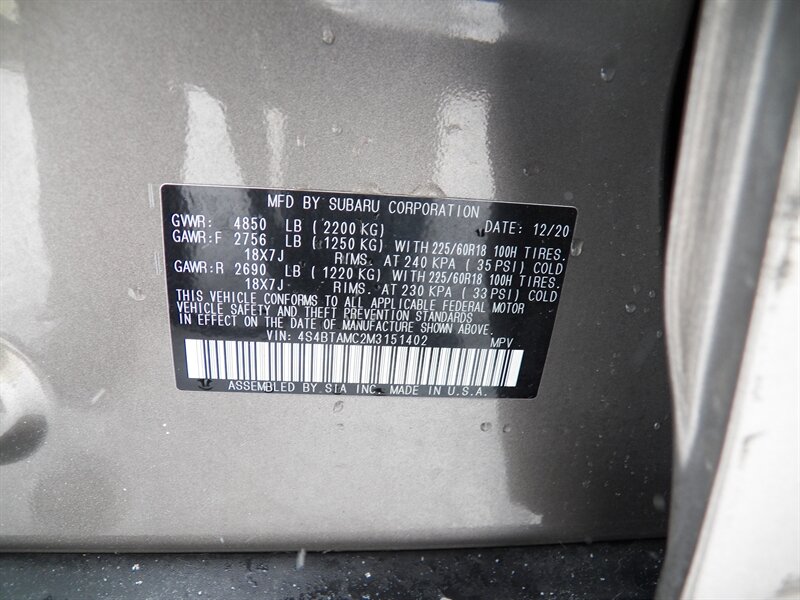 MFD BY SUBARU CORPORATION
GVWR: 4850 LB (2200 KG) DATE: 12/20
GAWR:F 2756 LB (1250 KG) WITH 225/60R18 100H TIRES.
18X7J RIMS. AT 240 KPA (35 PSI) COLD
GAWR:R 2690 LB (1220 KG) WITH 225/60R18 100H TIRES.
18X7J RIMS. AT 230 KPA (33 PSI) COLD
THIS VEHICLE CONFORMS TO ALL APPLICABLE FEDERAL MOTOR
VEHICLE SAFETY AND THEFT PREVENTION STANDARDS
IN EFFECT ON THE DATE OF MANUFACTURE SHOWN ABOVE.
VIN: 4S4BTAMC2M3151402 MPV
ASSEMBLED BY SIA INC. MADE IN U.S.A.